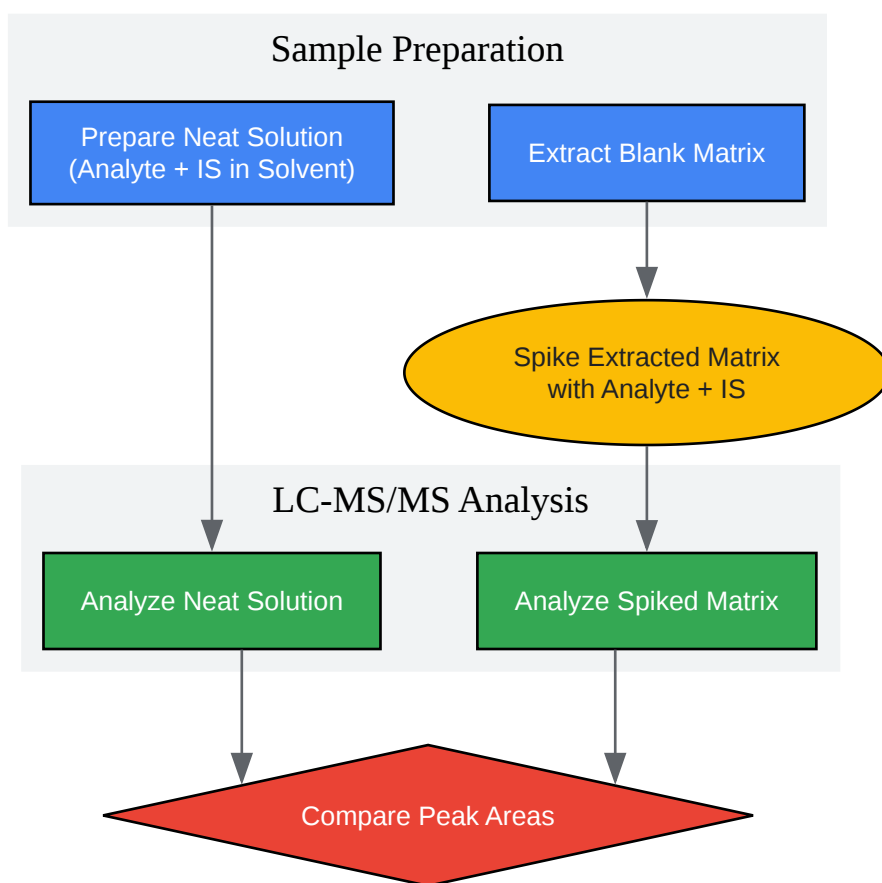 Sample Preparation
Prepare Neat Solution
(Analyte + IS in Solvent)
Extract Blank Matrix
Spike Extracted Matrix
with Analyte + IS
LC-MS/MS Analysis
Analyze Neat Solution
Analyze Spiked Matrix
Compare Peak Areas